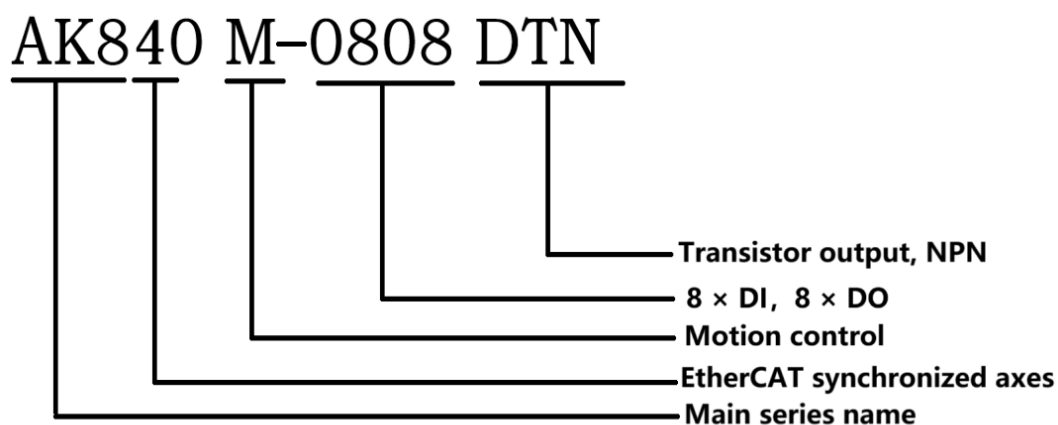 AK840 M-0808 DTN
Transistor output, NPN
8 × DI, 8 × DO
Motion control
EtherCAT synchronized axes
Main series name